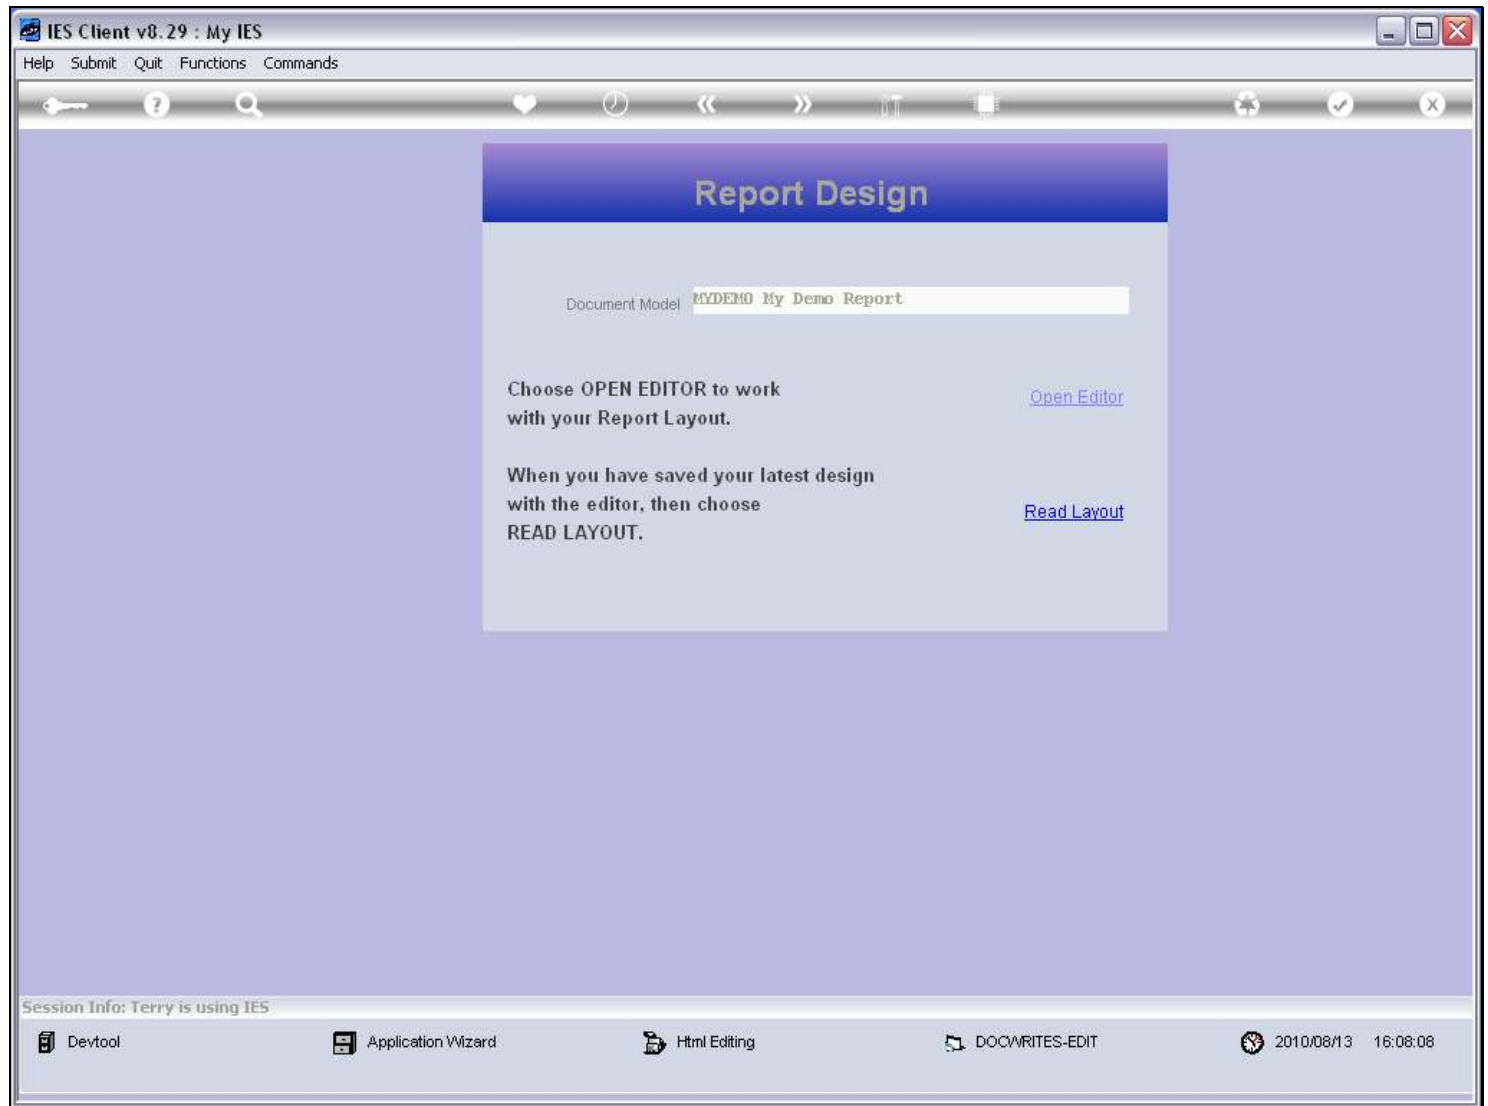 IES Client v8.29 : My IES
Help Submit Quit Functions Commands
Report Design
Document Model MYDEMO My Demo Report
Choose OPEN EDITOR to work
with your Report Layout.
Open Editor
When you have saved your latest design
with the editor, then choose
READ LAYOUT.
Read Layout
Session Info: Terry is using IES
Devtool Application Wizard Html Editing DOCWRITES-EDIT 2010/08/13 16:08:08